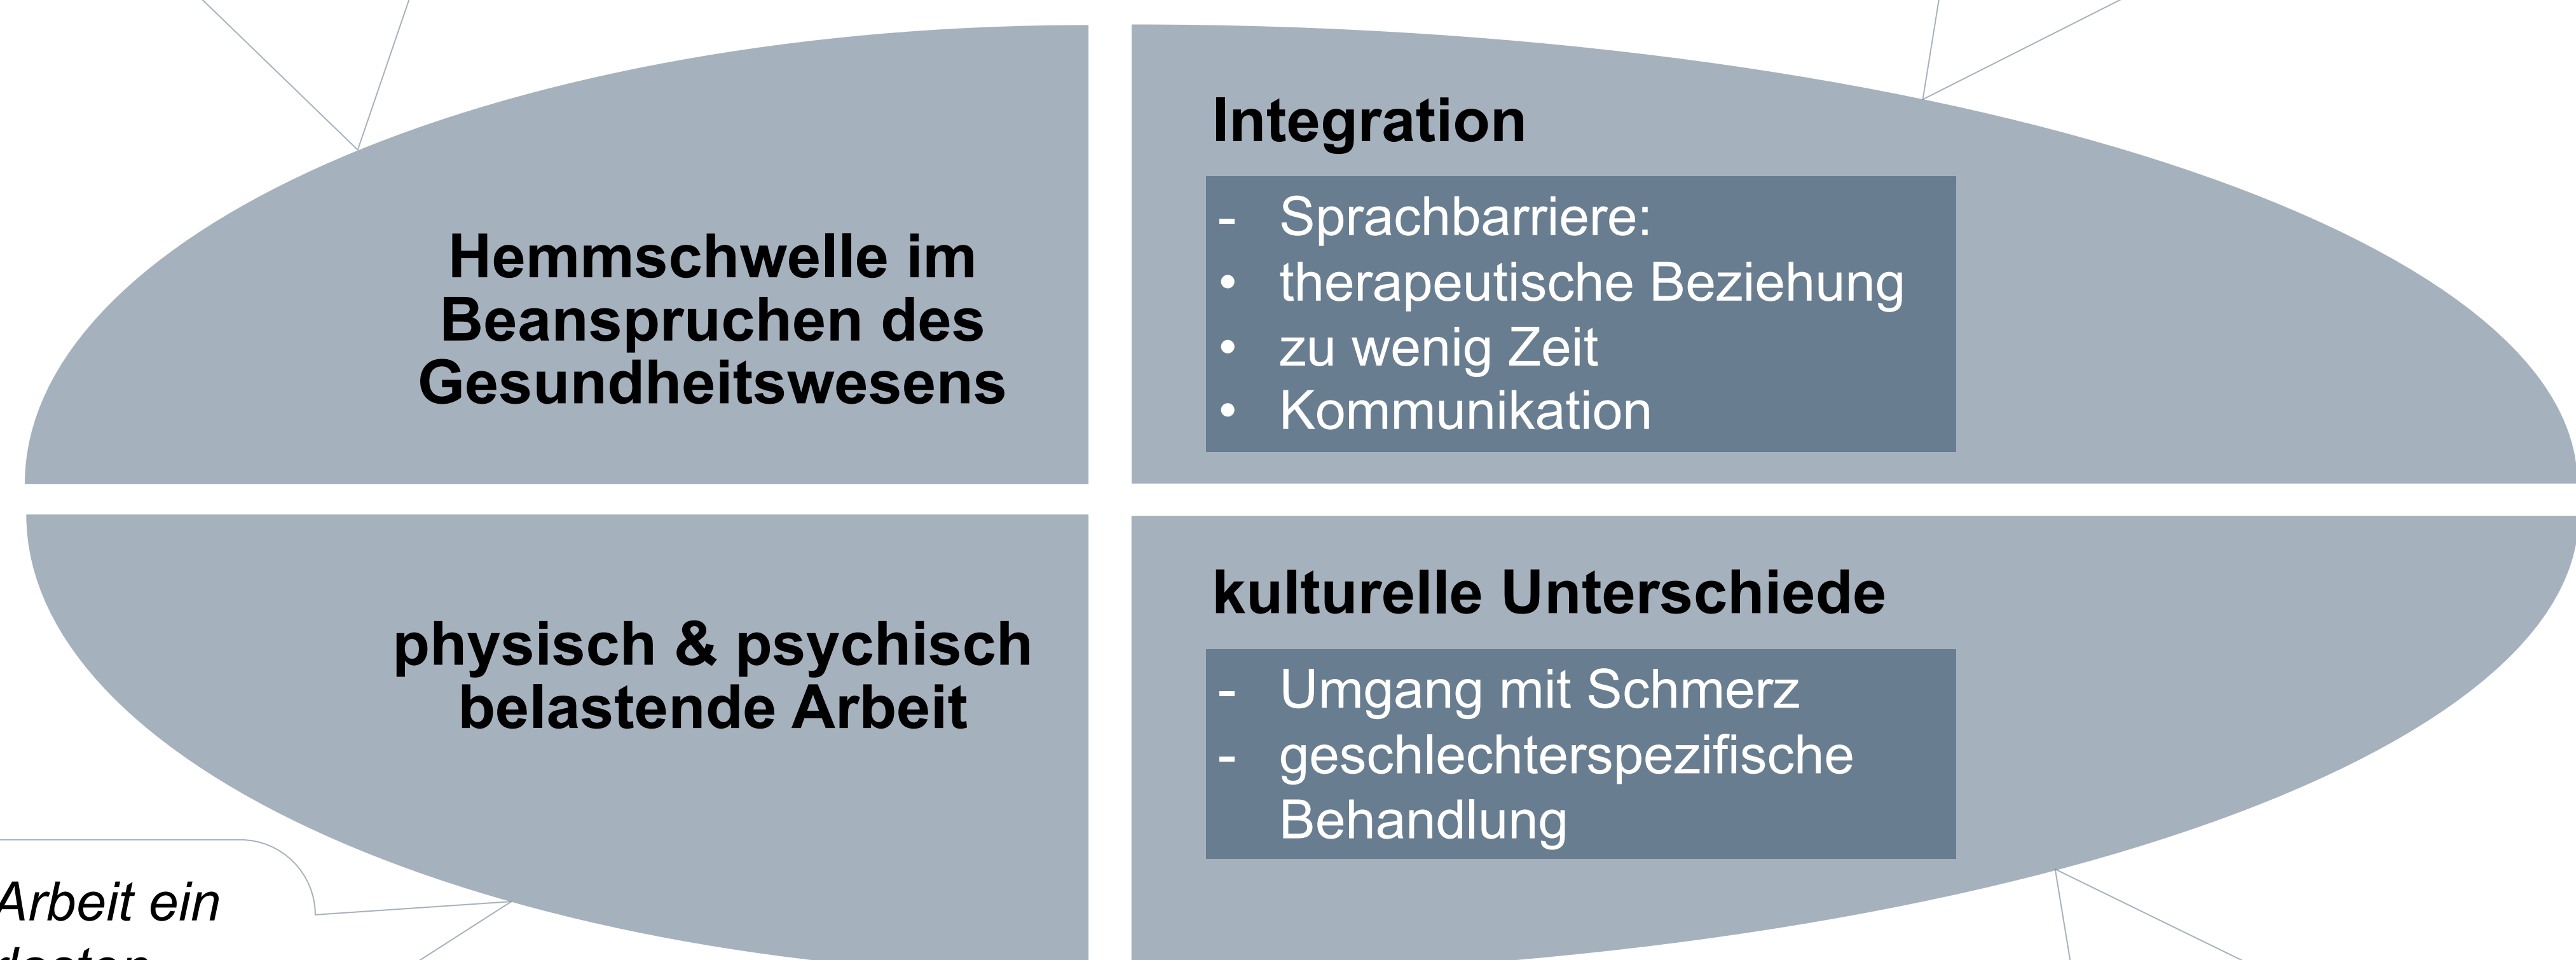 Hemmschwelle im
Beanspruchen des
Gesundheitswesens
Integration
- Sprachbarriere:
• therapeutische Beziehung
• zu wenig Zeit
• Kommunikation
physisch & psychisch
belastende Arbeit
kulturelle Unterschiede
- Umgang mit Schmerz
- geschlechterspezifische
Behandlung
Arbeit ein